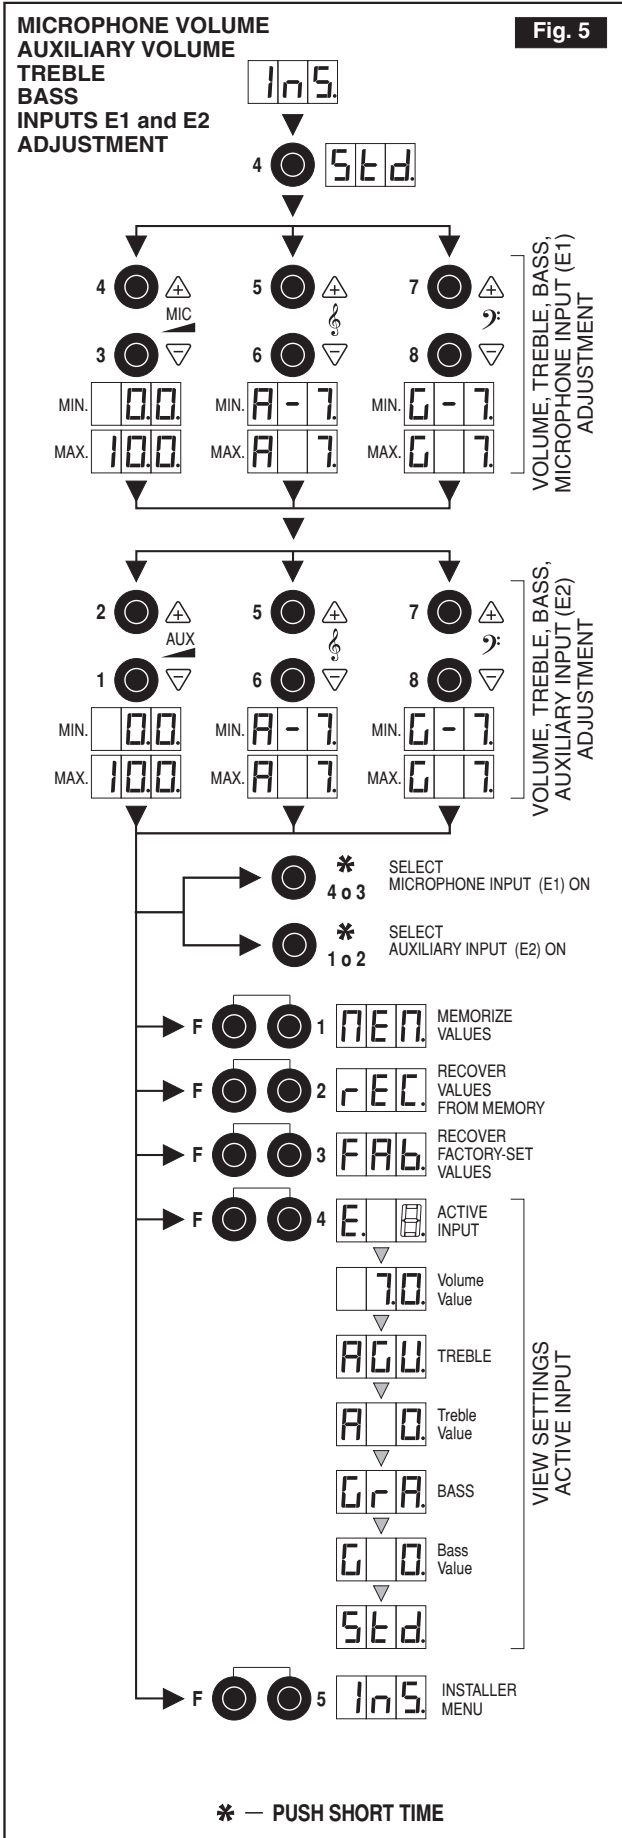 MICROPHONE VOLUME
AUXILIARY VOLUME
TREBLE
BASS
INPUTS E1 and E2
ADJUSTMENT
Fig. 5
InS.
4 Std.
4 + 5 + 7 +
MIC
3 − 6 − 8 −
MIN. 0.0. MIN. A-7. MIN. G-7.
MAX. 10.0. MAX. A 7. MAX. G 7.
VOLUME, TREBLE, BASS,
MICROPHONE INPUT (E1)
ADJUSTMENT
2 + 5 + 7 +
AUX
1 − 6 − 8 −
MIN. 0.0. MIN. A-7. MIN. G-7.
MAX. 10.0. MAX. A 7. MAX. G 7.
VOLUME, TREBLE, BASS,
AUXILIARY INPUT (E2)
ADJUSTMENT
* SELECT
4 o 3 MICROPHONE INPUT (E1) ON
* SELECT
1 o 2 AUXILIARY INPUT (E2) ON
F 1 MEM. MEMORIZE
VALUES
F 2 rEC. RECOVER
VALUES
FROM MEMORY
F 3 FAb. RECOVER
FACTORY-SET
VALUES
F 4 E. 8. ACTIVE
INPUT
7.0. Volume
Value
AGU. TREBLE
A 0. Treble
Value
GrA. BASS
G 0. Bass
Value
Std.
VIEW SETTINGS
ACTIVE INPUT
F 5 InS. INSTALLER
MENU
* — PUSH SHORT TIME